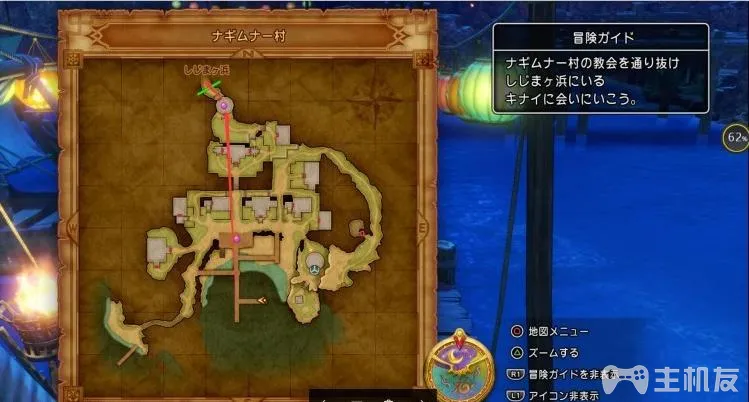 ナギムナー村
N
しじまヶ浜
W
E
冒険ガイド
ナギムナー村の教会を通り抜け
しじまヶ浜にいる
キナイに会いにいこう。
62%
地図メニュー
ズームする
R1 冒険ガイドを非表示
L1 アイコン非表示
主机友